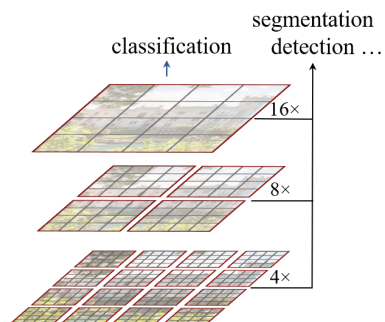 segmentation
classification
detection ...
16×
8×
4×